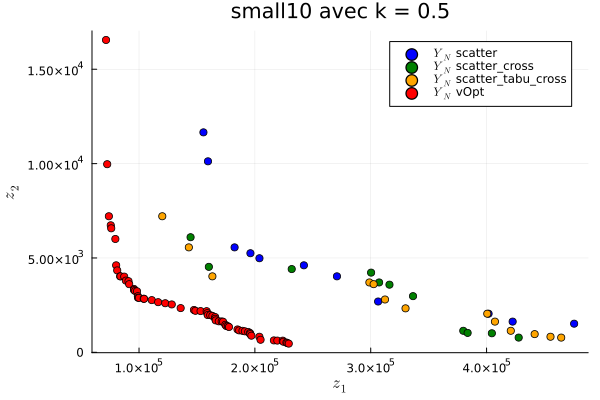 small10 avec k = 0.5
Y_N scatter
Y_N scatter_cross
Y_N scatter_tabu_cross
Y_N vOpt
1.50×10⁴
1.00×10⁴
5.00×10³
0
z₂
1.0×10⁵ 2.0×10⁵ 3.0×10⁵ 4.0×10⁵
z₁